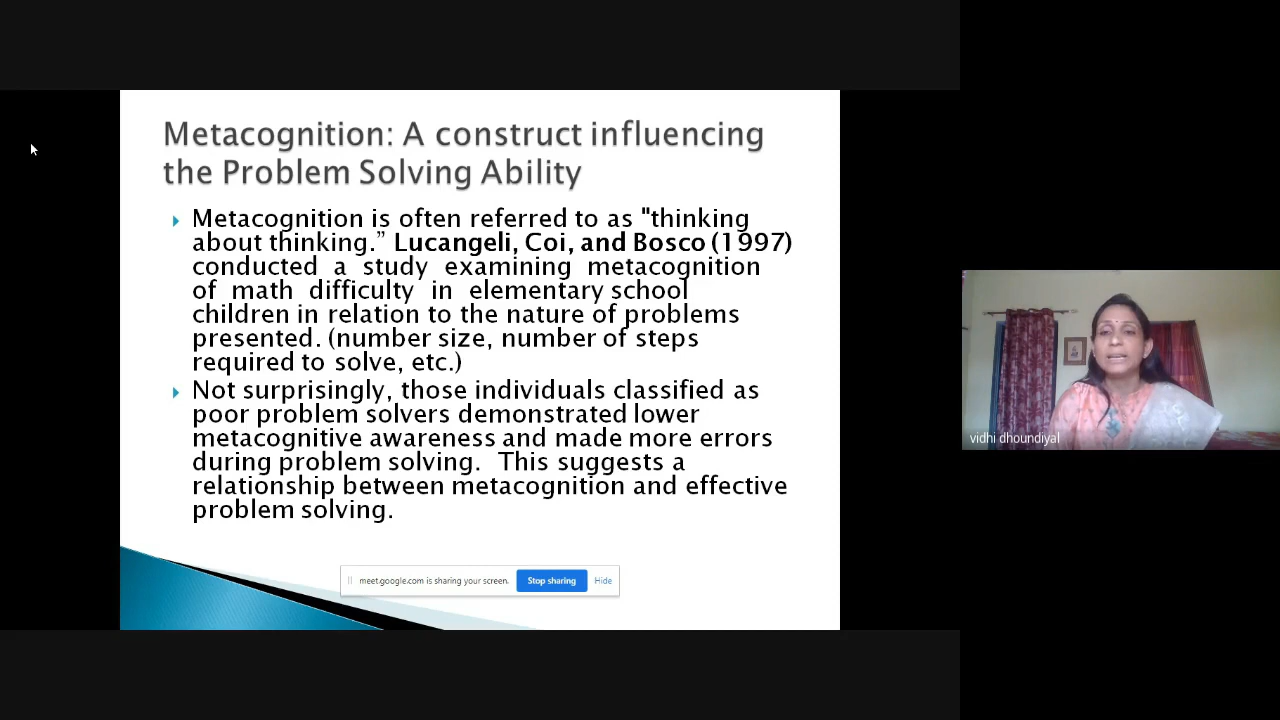 Metacognition: A construct influencing
the Problem Solving Ability
Metacognition is often referred to as "thinking
about thinking.” Lucangeli, Coi, and Bosco (1997)
conducted a study examining metacognition
of math difficulty in elementary school
children in relation to the nature of problems
presented. (number size, number of steps
required to solve, etc.)
Not surprisingly, those individuals classified as
poor problem solvers demonstrated lower
metacognitive awareness and made more errors
during problem solving. This suggests a
relationship between metacognition and effective
problem solving.
meet.google.com is sharing your screen. Stop sharing Hide
vidhi dhoundiyal